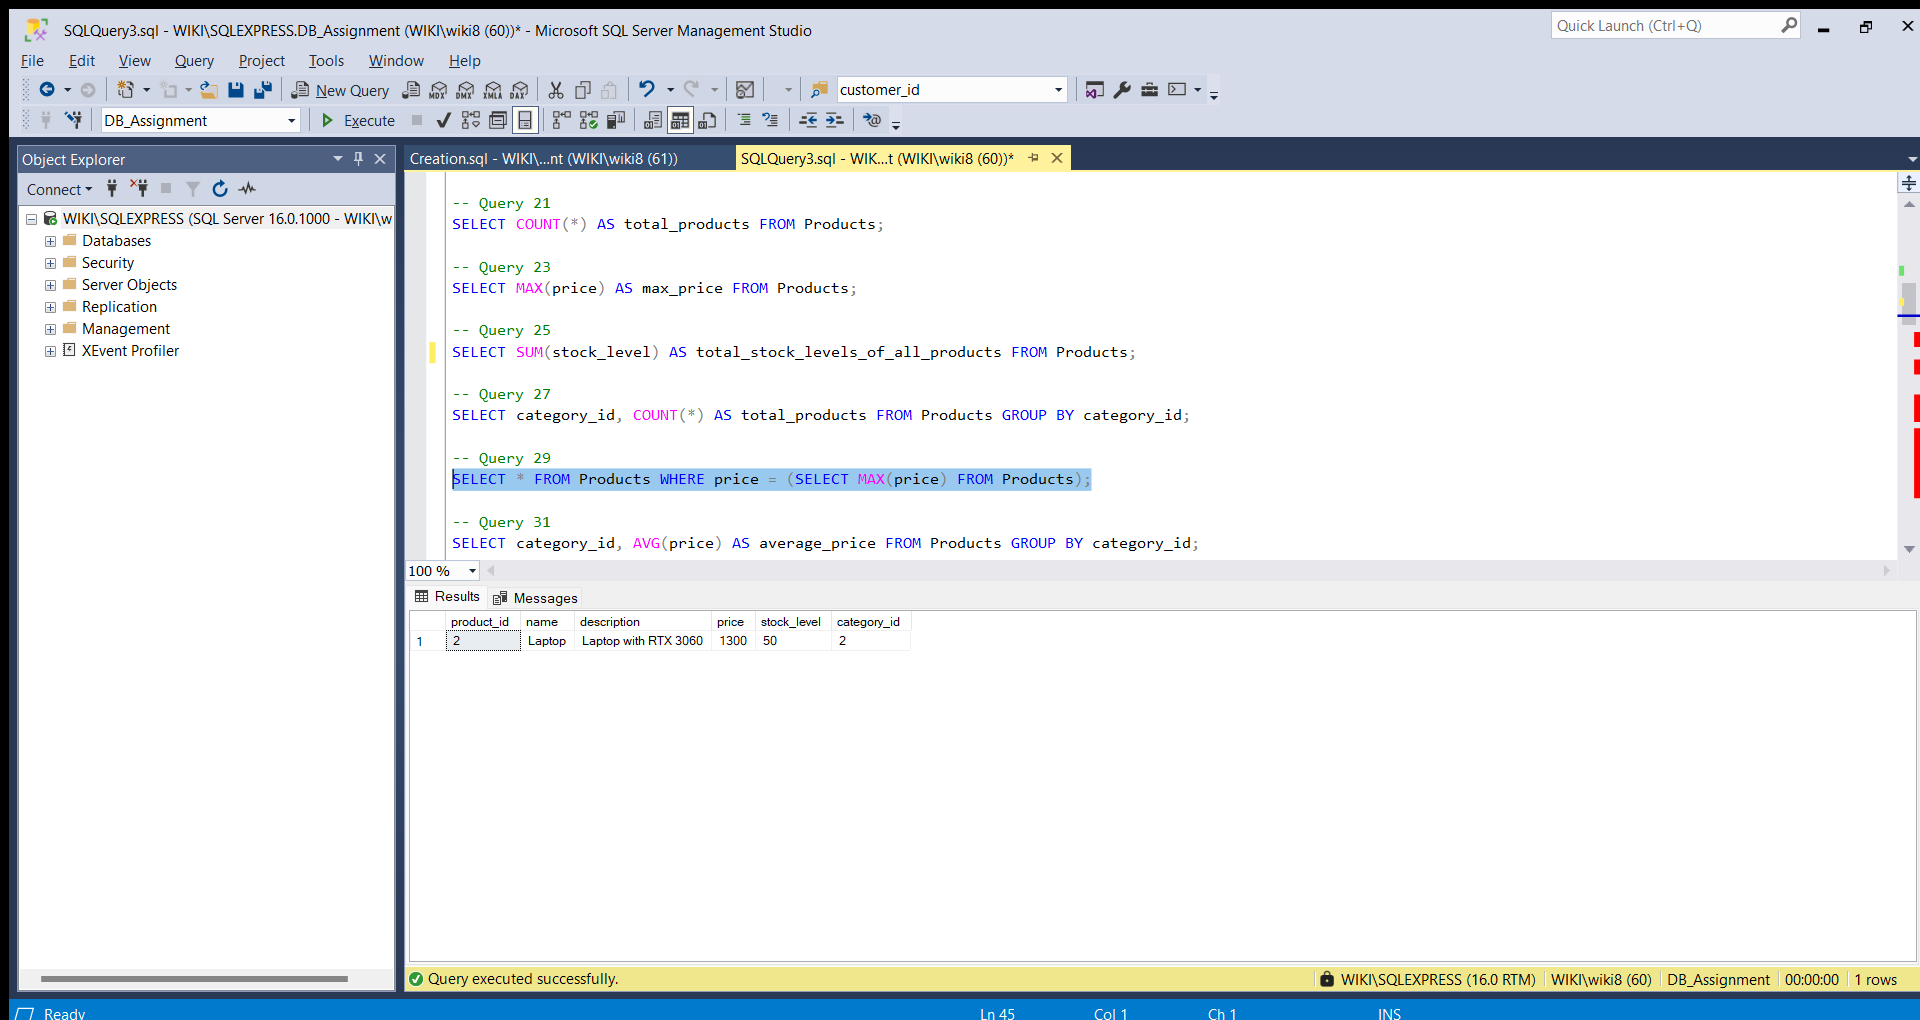 SQLQuery3.sql - WIKI\SQLEXPRESS.DB_Assignment (WIKI\wiki8 (60))* - Microsoft SQL Server Management Studio
Quick Launch (Ctrl+Q)
File Edit View Query Project Tools Window Help
New Query MDX DMX XMLA DAX customer_id
DB_Assignment Execute
Object Explorer
Creation.sql - WIKI\...nt (WIKI\wiki8 (61))
SQLQuery3.sql - WIK...t (WIKI\wiki8 (60))*
Connect
WIKI\SQLEXPRESS (SQL Server 16.0.1000 - WIKI\w
Databases
Security
Server Objects
Replication
Management
XEvent Profiler
-- Query 21
SELECT COUNT(*) AS total_products FROM Products;
-- Query 23
SELECT MAX(price) AS max_price FROM Products;
-- Query 25
SELECT SUM(stock_level) AS total_stock_levels_of_all_products FROM Products;
-- Query 27
SELECT category_id, COUNT(*) AS total_products FROM Products GROUP BY category_id;
-- Query 29
SELECT * FROM Products WHERE price = (SELECT MAX(price) FROM Products);
-- Query 31
SELECT category_id, AVG(price) AS average_price FROM Products GROUP BY category_id;
100 %
Results Messages
product_id name description price stock_level category_id
1 2 Laptop Laptop with RTX 3060 1300 50 2
Query executed successfully.
WIKI\SQLEXPRESS (16.0 RTM) WIKI\wiki8 (60) DB_Assignment 00:00:00 1 rows
Ready Ln 45 Col 1 Ch 1 INS